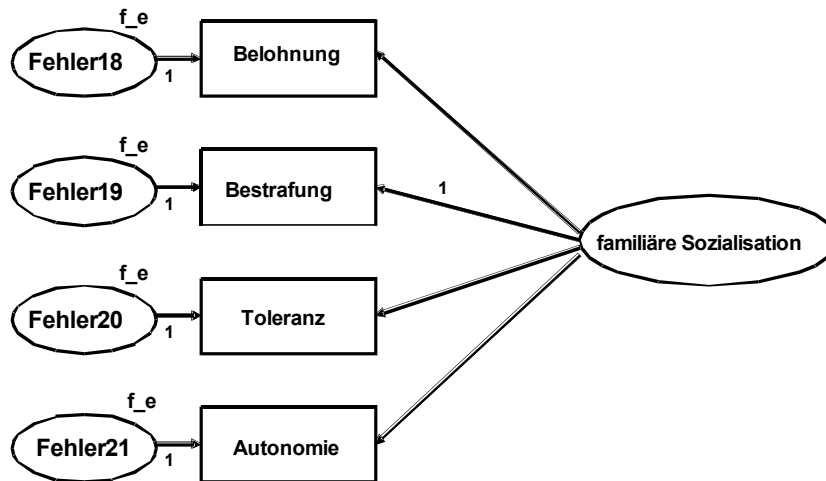 f_e
Fehler18
1
Belohnung
f_e
Fehler19
1
Bestrafung
1
familiäre Sozialisation
f_e
Fehler20
1
Toleranz
f_e
Fehler21
1
Autonomie